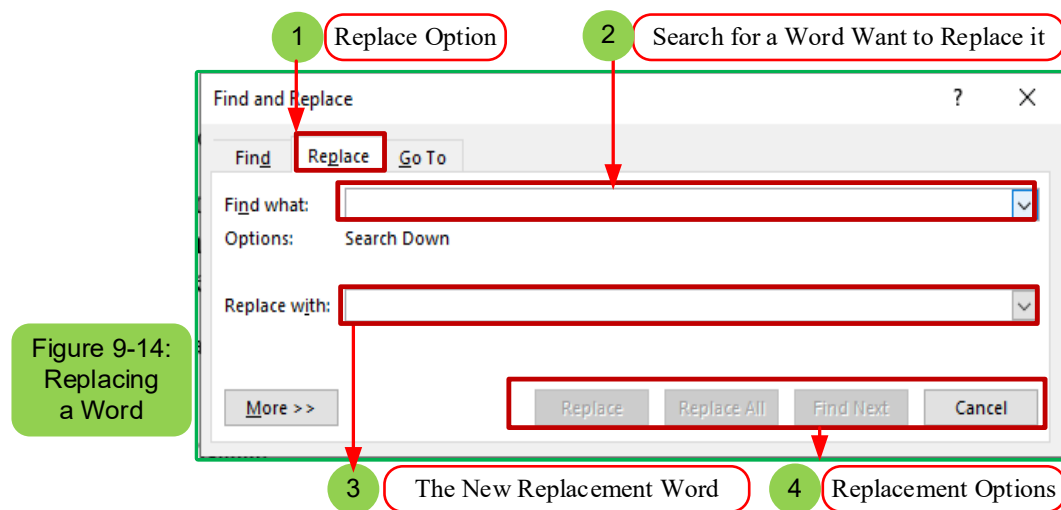 1 Replace Option
2 Search for a Word Want to Replace it
Find and Replace ? X
Find Replace Go To
Find what:
Options: Search Down
Replace with:
Figure 9-14:
Replacing
a Word
More >> Replace Replace All Find Next Cancel
3 The New Replacement Word
4 Replacement Options